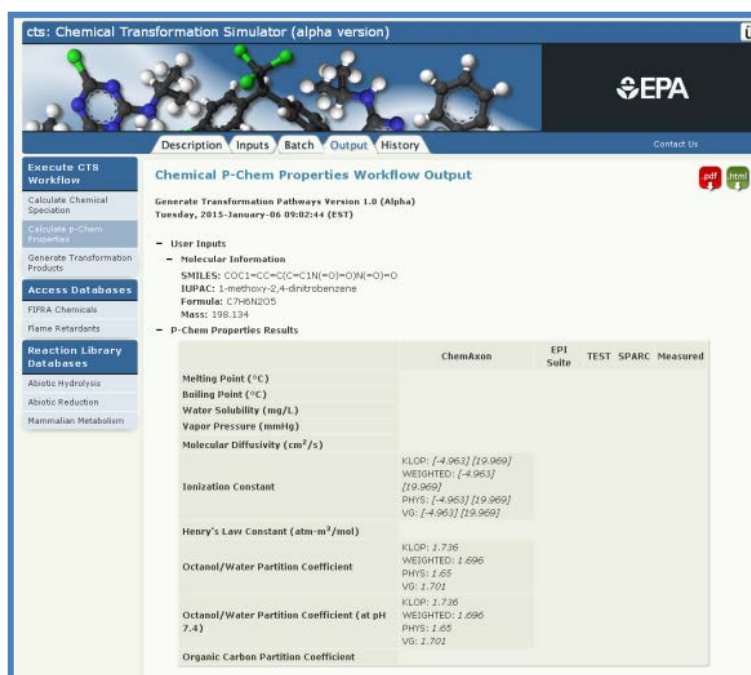 cts: Chemical Transformation Simulator (alpha version)
EPA
Description Inputs Batch Output History
Contact Us
Execute CTS
Workflow
Calculate Chemical
Speciation
Calculate p-Chem
Properties
Generate Transformation
Products
Access Databases
FIFRA Chemicals
Flame Retardants
Reaction Library
Databases
Abiotic Hydrolysis
Abiotic Reduction
Mammalian Metabolism
Chemical P-Chem Properties Workflow Output
.pdf .html
Generate Transformation Pathways Version 1.0 (Alpha)
Tuesday, 2015-January-06 09:02:44 (EST)
− User Inputs
− Molecular Information
SMILES: COC1=CC=C(C=C1N(=O)=O)N(=O)=O
IUPAC: 1-methoxy-2,4-dinitrobenzene
Formula: C7H6N2O5
Mass: 198.134
− P-Chem Properties Results
ChemAxon EPI Suite TEST SPARC Measured
Melting Point (°C)
Boiling Point (°C)
Water Solubility (mg/L)
Vapor Pressure (mmHg)
Molecular Diffusivity (cm²/s)
Ionization Constant
KLOP: [-4.963] [19.969]
WEIGHTED: [-4.963]
[19.969]
PHYS: [-4.963] [19.969]
VG: [-4.963] [19.969]
Henry's Law Constant (atm-m³/mol)
Octanol/Water Partition Coefficient
KLOP: 1.736
WEIGHTED: 1.696
PHYS: 1.65
VG: 1.701
Octanol/Water Partition Coefficient (at pH
7.4)
KLOP: 1.736
WEIGHTED: 1.696
PHYS: 1.65
VG: 1.701
Organic Carbon Partition Coefficient